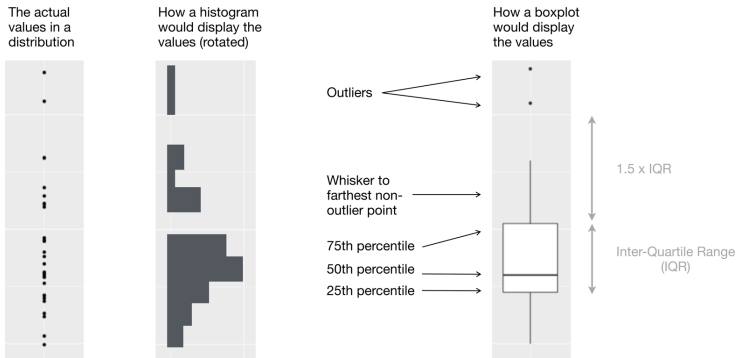 The actual
values in a
distribution
How a histogram
would display the
values (rotated)
How a boxplot
would display
the values
Outliers
1.5 x IQR
Whisker to
farthest non-
outlier point
75th percentile
Inter-Quartile Range
(IQR)
50th percentile
25th percentile